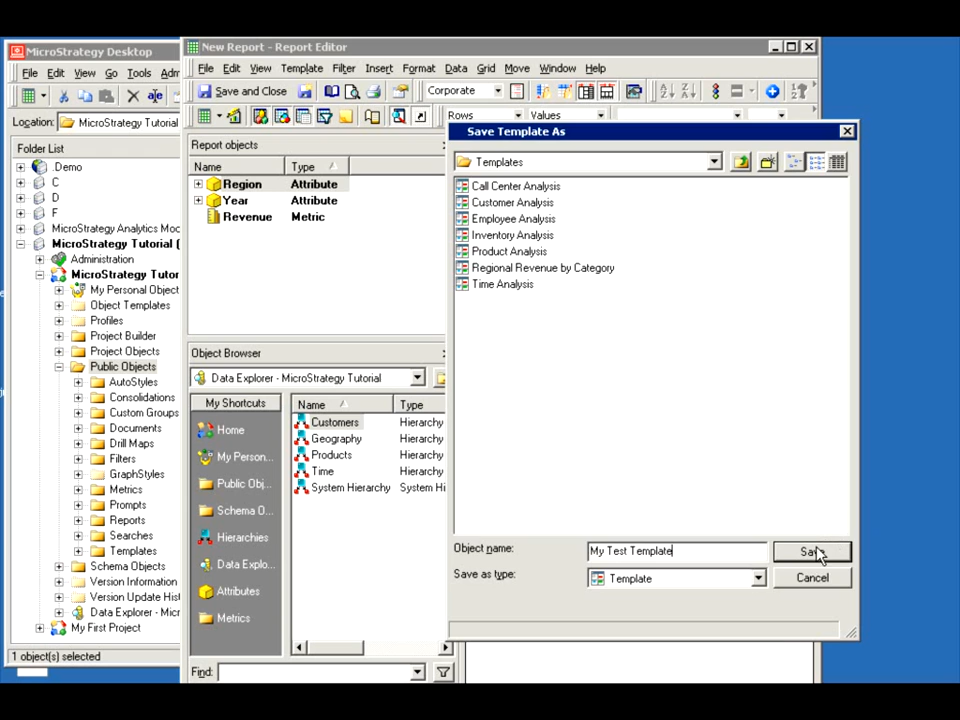 MicroStrategy Desktop
File Edit View Go Tools Adm
Location: MicroStrategy Tutorial
Folder List
.Demo
C
D
F
MicroStrategy Analytics Mod
MicroStrategy Tutorial (
Administration
MicroStrategy Tutor
My Personal Object
Object Templates
Profiles
Project Builder
Project Objects
Public Objects
AutoStyles
Consolidations
Custom Groups
Documents
Drill Maps
Filters
GraphStyles
Metrics
Prompts
Reports
Searches
Templates
Schema Objects
Version Information
Version Update His
Data Explorer - Micr
My First Project
1 object(s) selected
New Report - Report Editor
File Edit View Template Filter Insert Format Data Grid Move Window Help
Save and Close Corporate
Rows Values
Report objects
Name Type
Region Attribute
Year Attribute
Revenue Metric
Object Browser
Data Explorer - MicroStrategy Tutorial
My Shortcuts
Home
My Person...
Public Obj...
Schema O...
Hierarchies
Data Explo...
Attributes
Metrics
Name Type
Customers Hierarchy
Geography Hierarchy
Products Hierarchy
Time Hierarchy
System Hierarchy System Hi
Find:
Save Template As
Templates
Call Center Analysis
Customer Analysis
Employee Analysis
Inventory Analysis
Product Analysis
Regional Revenue by Category
Time Analysis
Object name: My Test Template Save
Save as type: Template Cancel